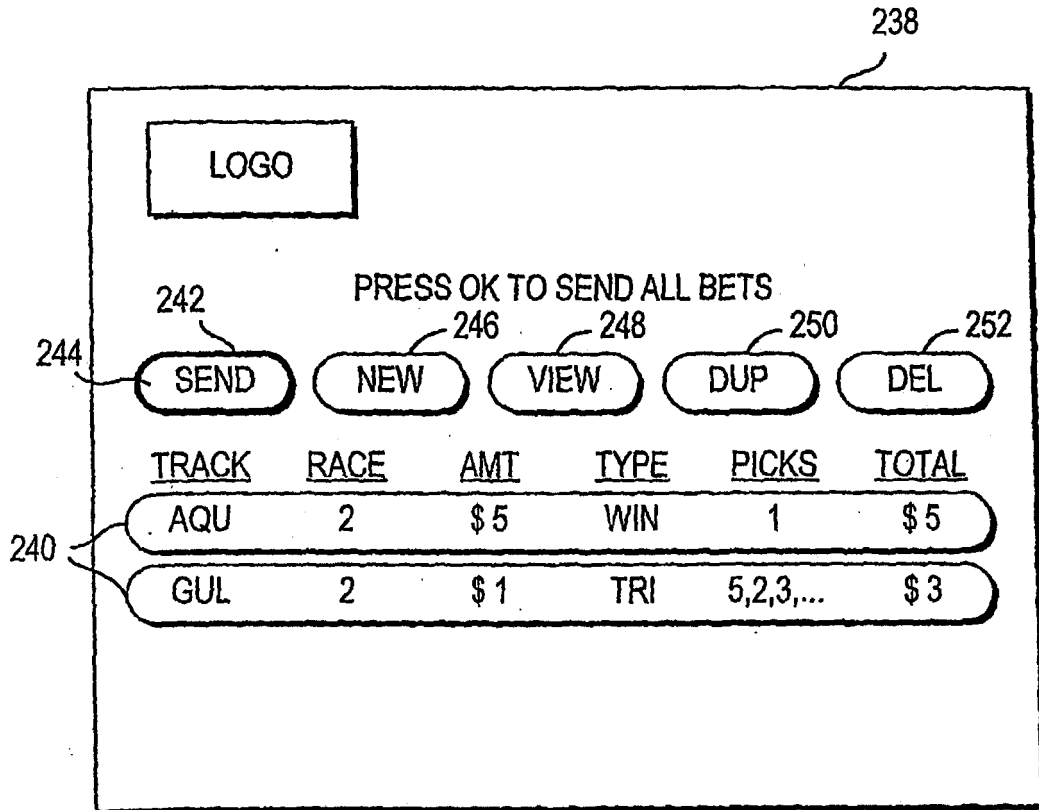 238
LOGO
PRESS OK TO SEND ALL BETS
242 246 248 250 252
244 SEND NEW VIEW DUP DEL
TRACK RACE AMT TYPE PICKS TOTAL
AQU 2 $5 WIN 1 $5
240
GUL 2 $1 TRI 5,2,3,... $3